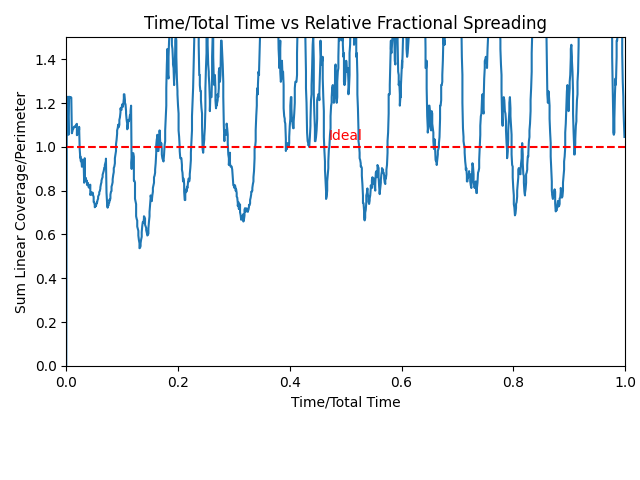 Time/Total Time vs Relative Fractional Spreading
Sum Linear Coverage/Perimeter
1.4
1.2
1.0
0.8
0.6
0.4
0.2
0.0
Ideal
0.0 0.2 0.4 0.6 0.8 1.0
Time/Total Time